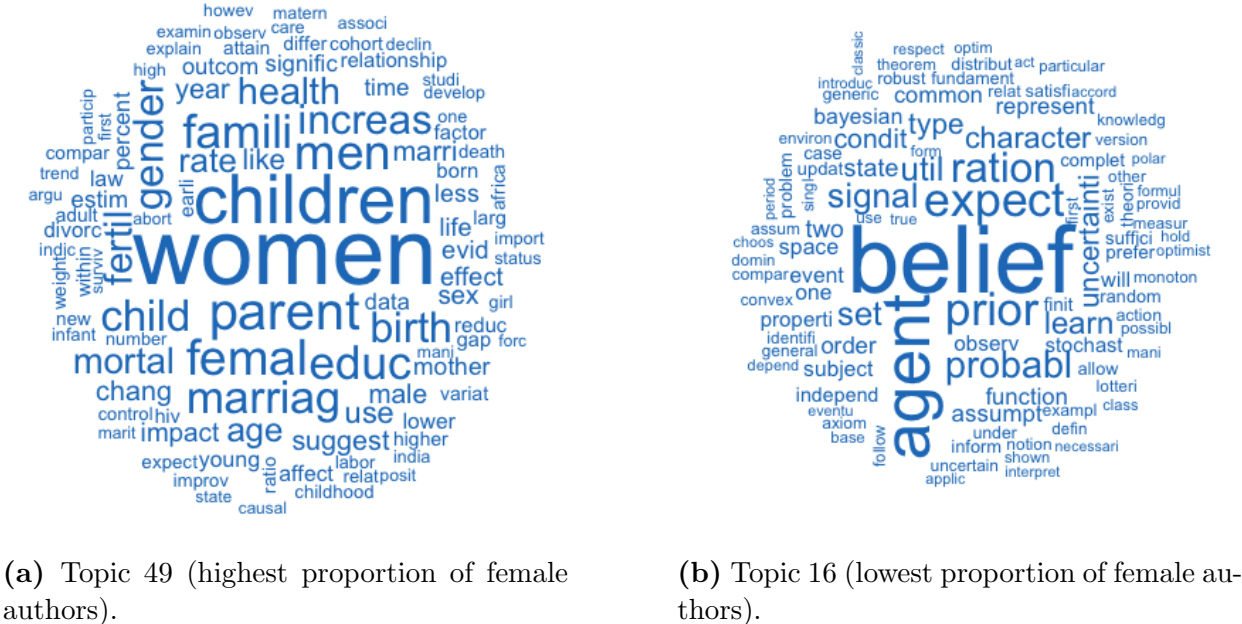 howev matern
examin observ care associ
explain attain differ cohort declin
high outcom signific relationship
year health time studi
develop
particip first percent gender famili increas one
factor
compar rate like men marri death
trend law earli children born
argu estim less africa
adult abort
divorc fertil women life larg
indic evid import
status
weight within surviv effect
sex girl
new child parent data birth reduc
infant number gap forc
mortal femal educ mani
mother
chang marriag male variat
control hiv use lower
marit impact age suggest higher
expect young ratio affect labor india
improv relat posit
state childhood
causal
classic respect optim
theorem distribut act particular
introduc robust fundament
generic common relat satisfi accord
represent
bayesian type knowledg
environ condit character version
case form
period problem singl updat state util ration complet polar
other
signal expect first uncertainti exist theori formul
provid
assum two use true measur
choos space belief suffici hold
domin prefer optimist
compar event will monoton
convex one agent prior finit random
properti set learn action
possibl
identifi observ stochast
general order mani
depend subject probabl allow
lotteri
independ function class
eventu assumpt exampl
axiom under defin
base follow inform notion necessari
uncertain shown
applic interpret
(a) Topic 49 (highest proportion of female
authors).
(b) Topic 16 (lowest proportion of female au-
thors).